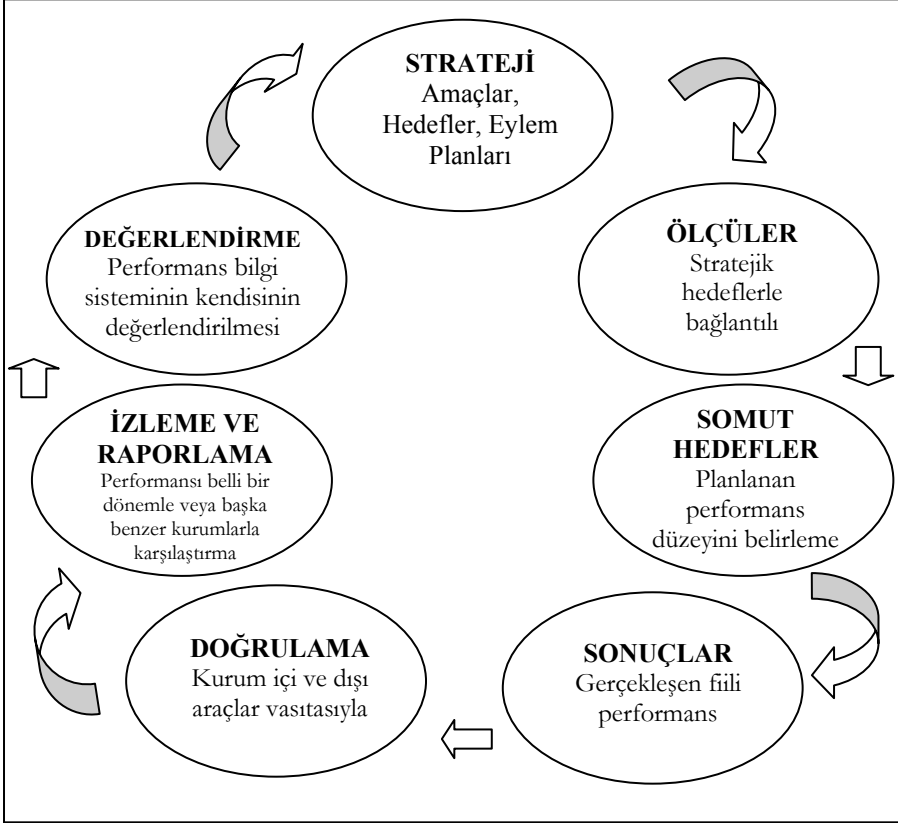 STRATEJİ
Amaçlar,
Hedefler, Eylem
Planları
ÖLÇÜLER
Stratejik
hedeflerle
bağlantılı
SOMUT
HEDEFLER
Planlanan
performans
düzeyini belirleme
SONUÇLAR
Gerçekleşen fiili
performans
DOĞRULAMA
Kurum içi ve dışı
araçlar vasıtasıyla
İZLEME VE
RAPORLAMA
Performansı belli bir
dönemle veya başka
benzer kurumlarla
karşılaştırma
DEĞERLENDİRME
Performans bilgi
sisteminin kendisinin
değerlendirilmesi